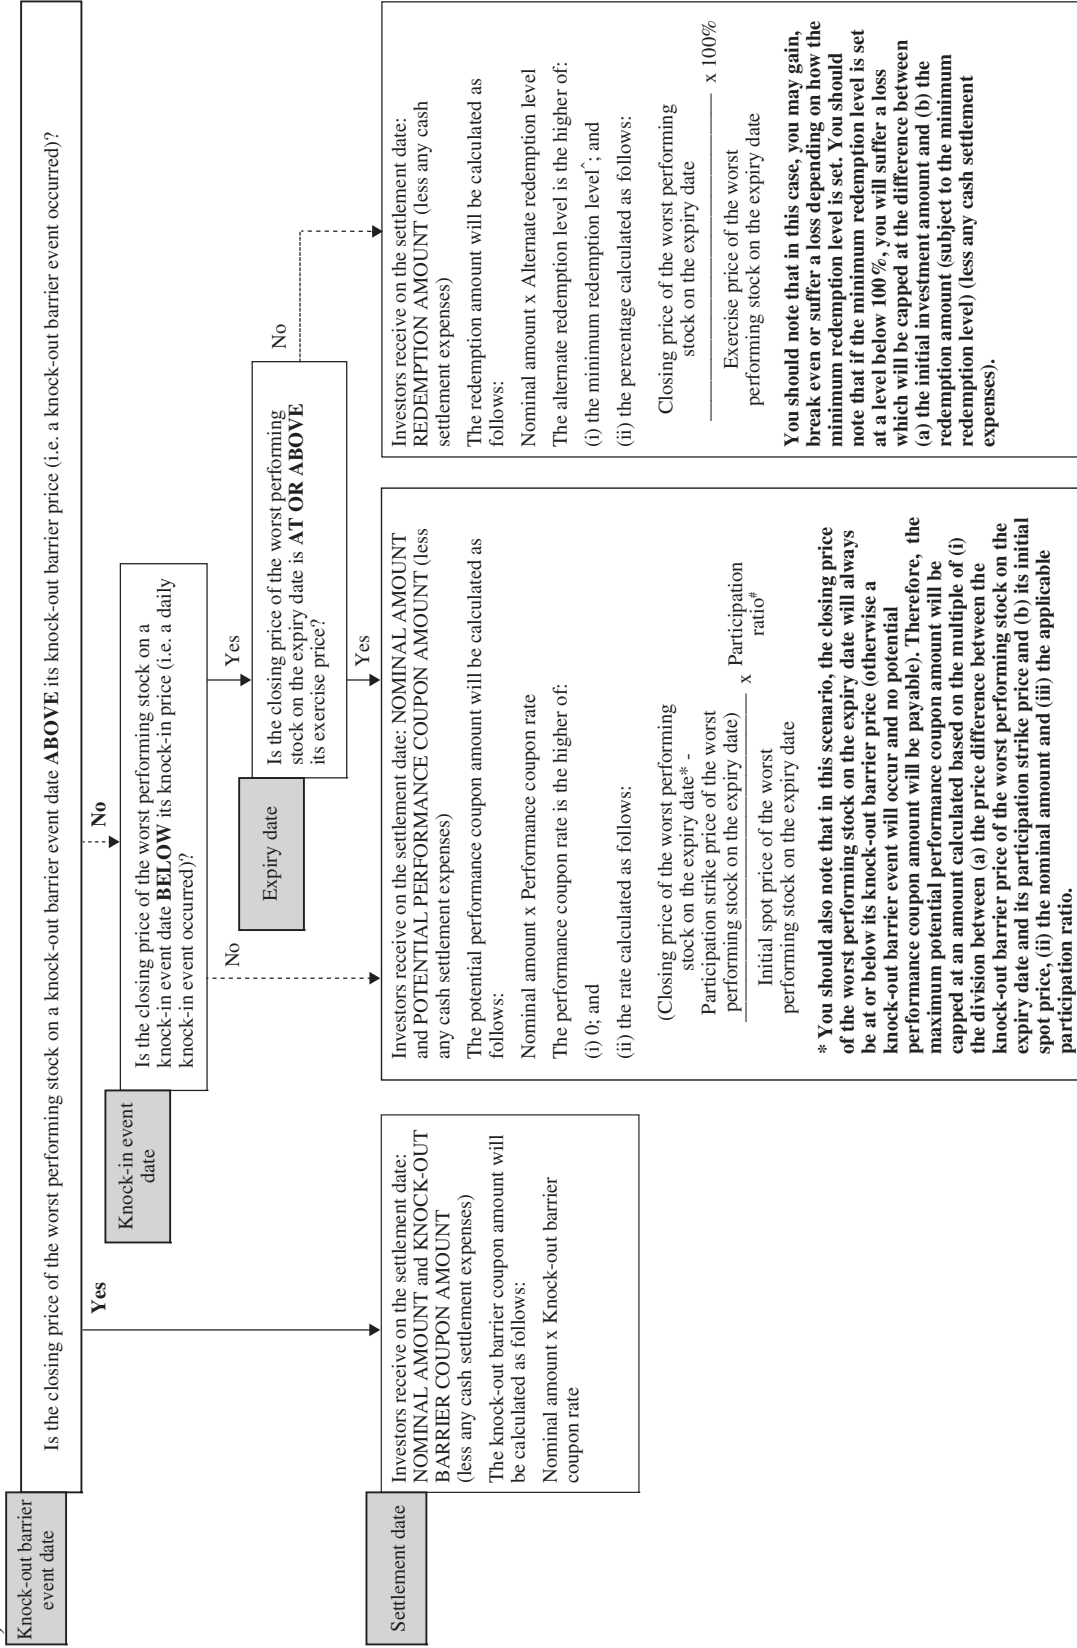 Knock-out barrier
event date
Is the closing price of the worst performing stock on a knock-out barrier event date ABOVE its knock-out barrier price (i.e. a knock-out barrier event occurred)?
Yes
No
Knock-in event
date
Is the closing price of the worst performing stock on a
knock-in event date BELOW its knock-in price (i.e. a daily
knock-in event occurred)?
No
Yes
Expiry date
Is the closing price of the worst performing
stock on the expiry date is AT OR ABOVE
its exercise price?
Yes
No
Settlement date
Investors receive on the settlement date:
NOMINAL AMOUNT and KNOCK-OUT
BARRIER COUPON AMOUNT
(less any cash settlement expenses)
The knock-out barrier coupon amount will
be calculated as follows:
Nominal amount x Knock-out barrier
coupon rate
Investors receive on the settlement date: NOMINAL AMOUNT
and POTENTIAL PERFORMANCE COUPON AMOUNT (less
any cash settlement expenses)
The potential performance coupon amount will be calculated as
follows:
Nominal amount x Performance coupon rate
The performance coupon rate is the higher of:
(i) 0; and
(ii) the rate calculated as follows:
(Closing price of the worst performing
stock on the expiry date* -
Participation strike price of the worst
performing stock on the expiry date)
x Participation
ratio#
Initial spot price of the worst
performing stock on the expiry date
* You should also note that in this scenario, the closing price
of the worst performing stock on the expiry date will always
be at or below its knock-out barrier price (otherwise a
knock-out barrier event will occur and no potential
performance coupon amount will be payable). Therefore, the
maximum potential performance coupon amount will be
capped at an amount calculated based on the multiple of (i)
the division between (a) the price difference between the
knock-out barrier price of the worst performing stock on the
expiry date and its participation strike price and (b) its initial
spot price, (ii) the nominal amount and (iii) the applicable
participation ratio.
Investors receive on the settlement date:
REDEMPTION AMOUNT (less any cash
settlement expenses)
The redemption amount will be calculated as
follows:
Nominal amount x Alternate redemption level
The alternate redemption level is the higher of:
(i) the minimum redemption level^; and
(ii) the percentage calculated as follows:
Closing price of the worst performing
stock on the expiry date
x 100%
Exercise price of the worst
performing stock on the expiry date
You should note that in this case, you may gain,
break even or suffer a loss depending on how the
minimum redemption level is set. You should
note that if the minimum redemption level is set
at a level below 100%, you will suffer a loss
which will be capped at the difference between
(a) the initial investment amount and (b) the
redemption amount (subject to the minimum
redemption level) (less any cash settlement
expenses).